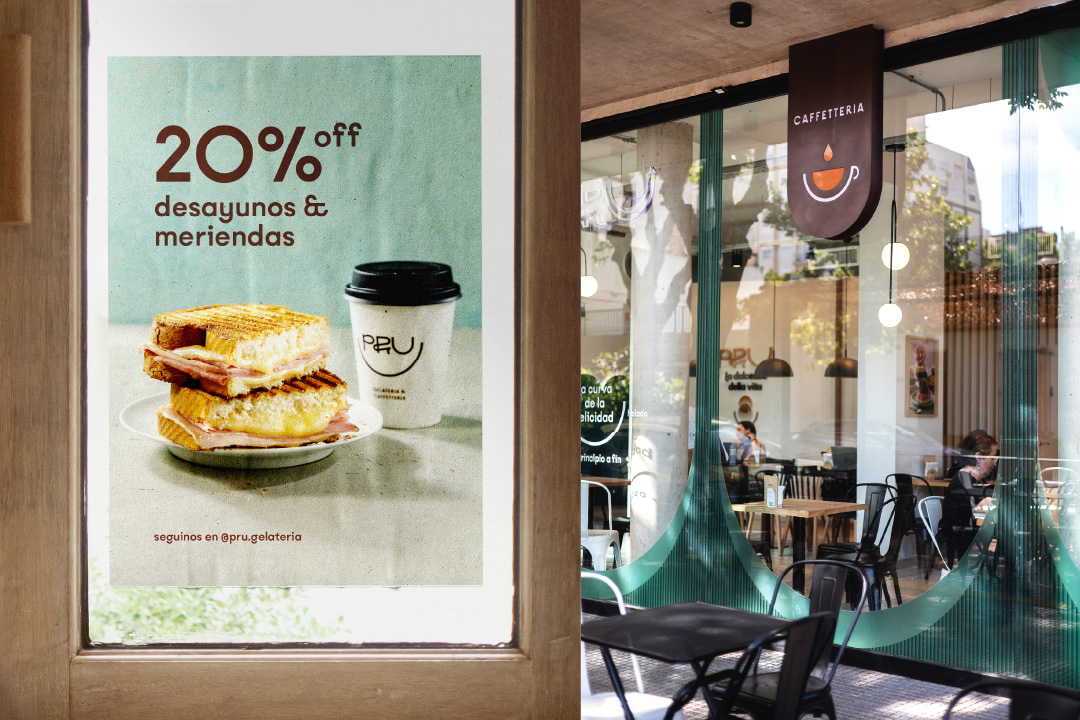 20% off
desayunos &
meriendas
PRU
GELATERIA &
CAFFETTERIA
seguinos en @pru.gelateria
CAFFETTERIA
PRU
la dolce
della vita
a curva
de la
elicidad
helado
principio a fin